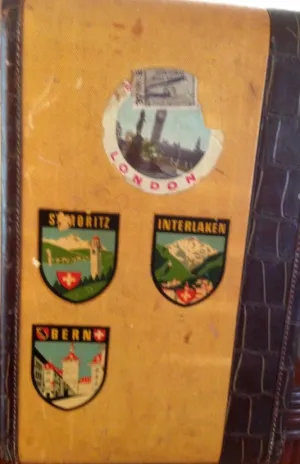 LONDON
ST. MORITZ
INTERLAKEN
BERN